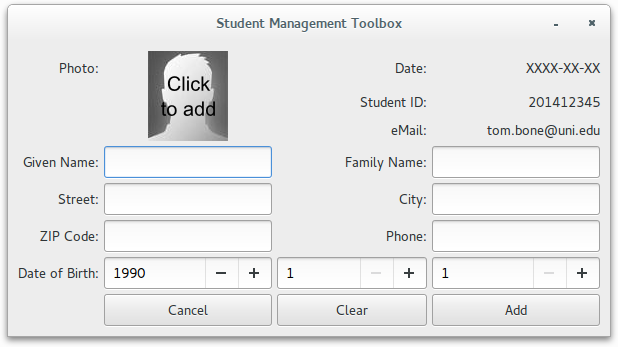 Student Management Toolbox
Photo:
Click
to add
Date: XXXX-XX-XX
Student ID: 201412345
eMail: tom.bone@uni.edu
Given Name: Family Name:
Street: City:
ZIP Code: Phone:
Date of Birth: 1990 1 1
Cancel Clear Add